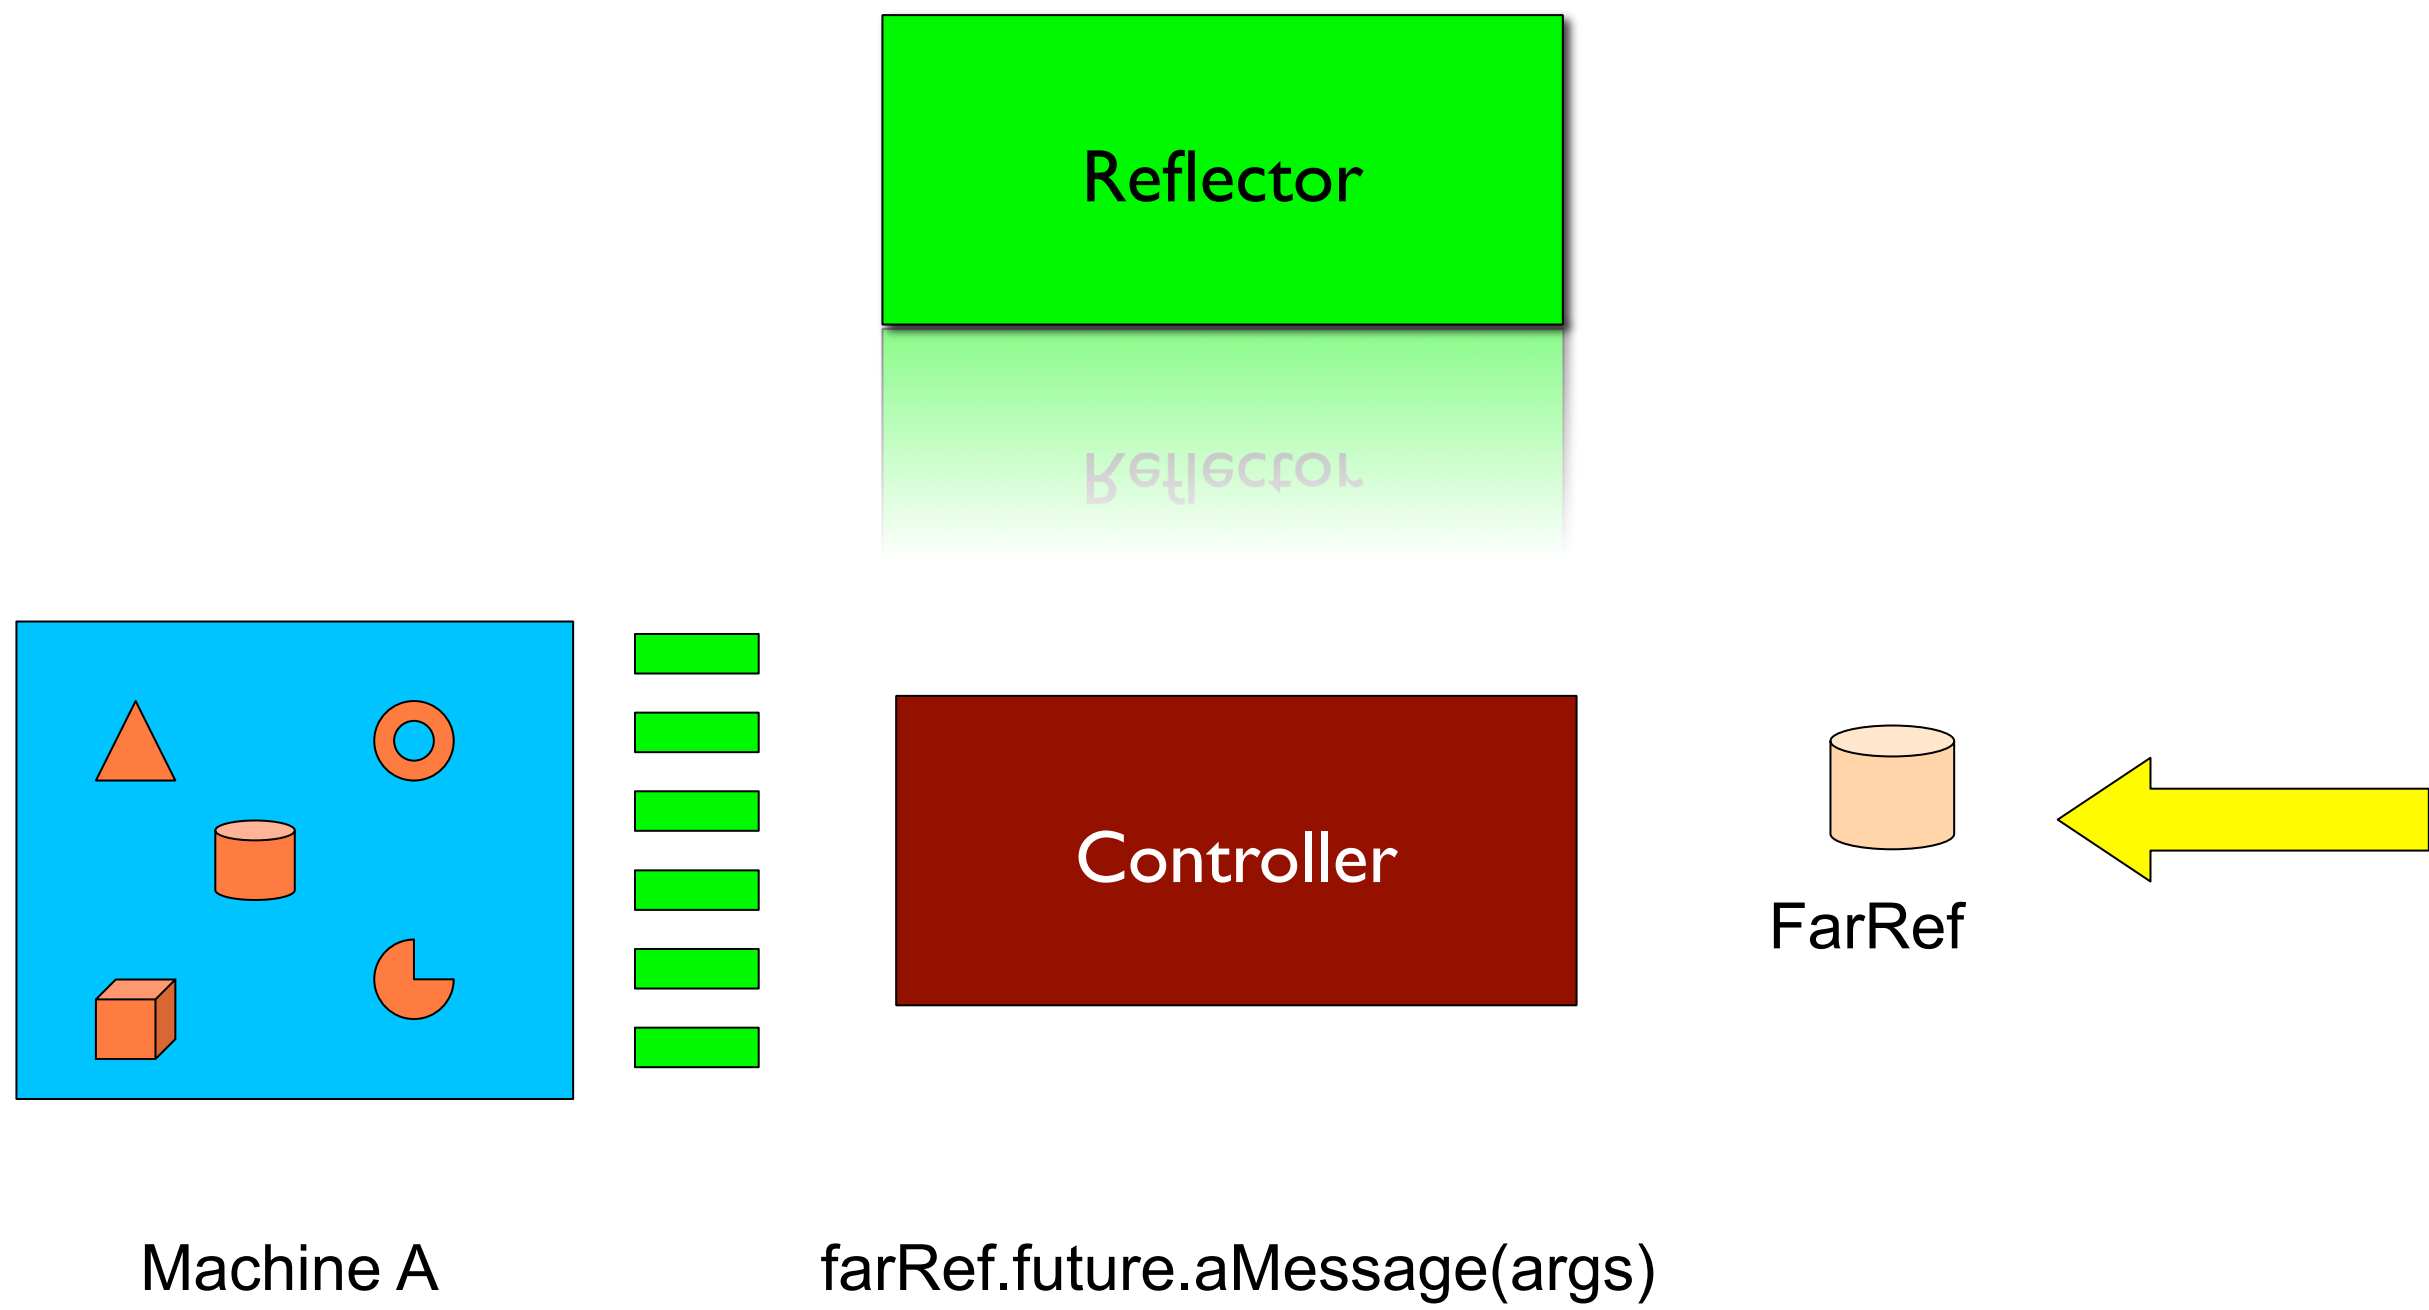 Reflector
Reflector
Controller
FarRef
Machine A
farRef.future.aMessage(args)